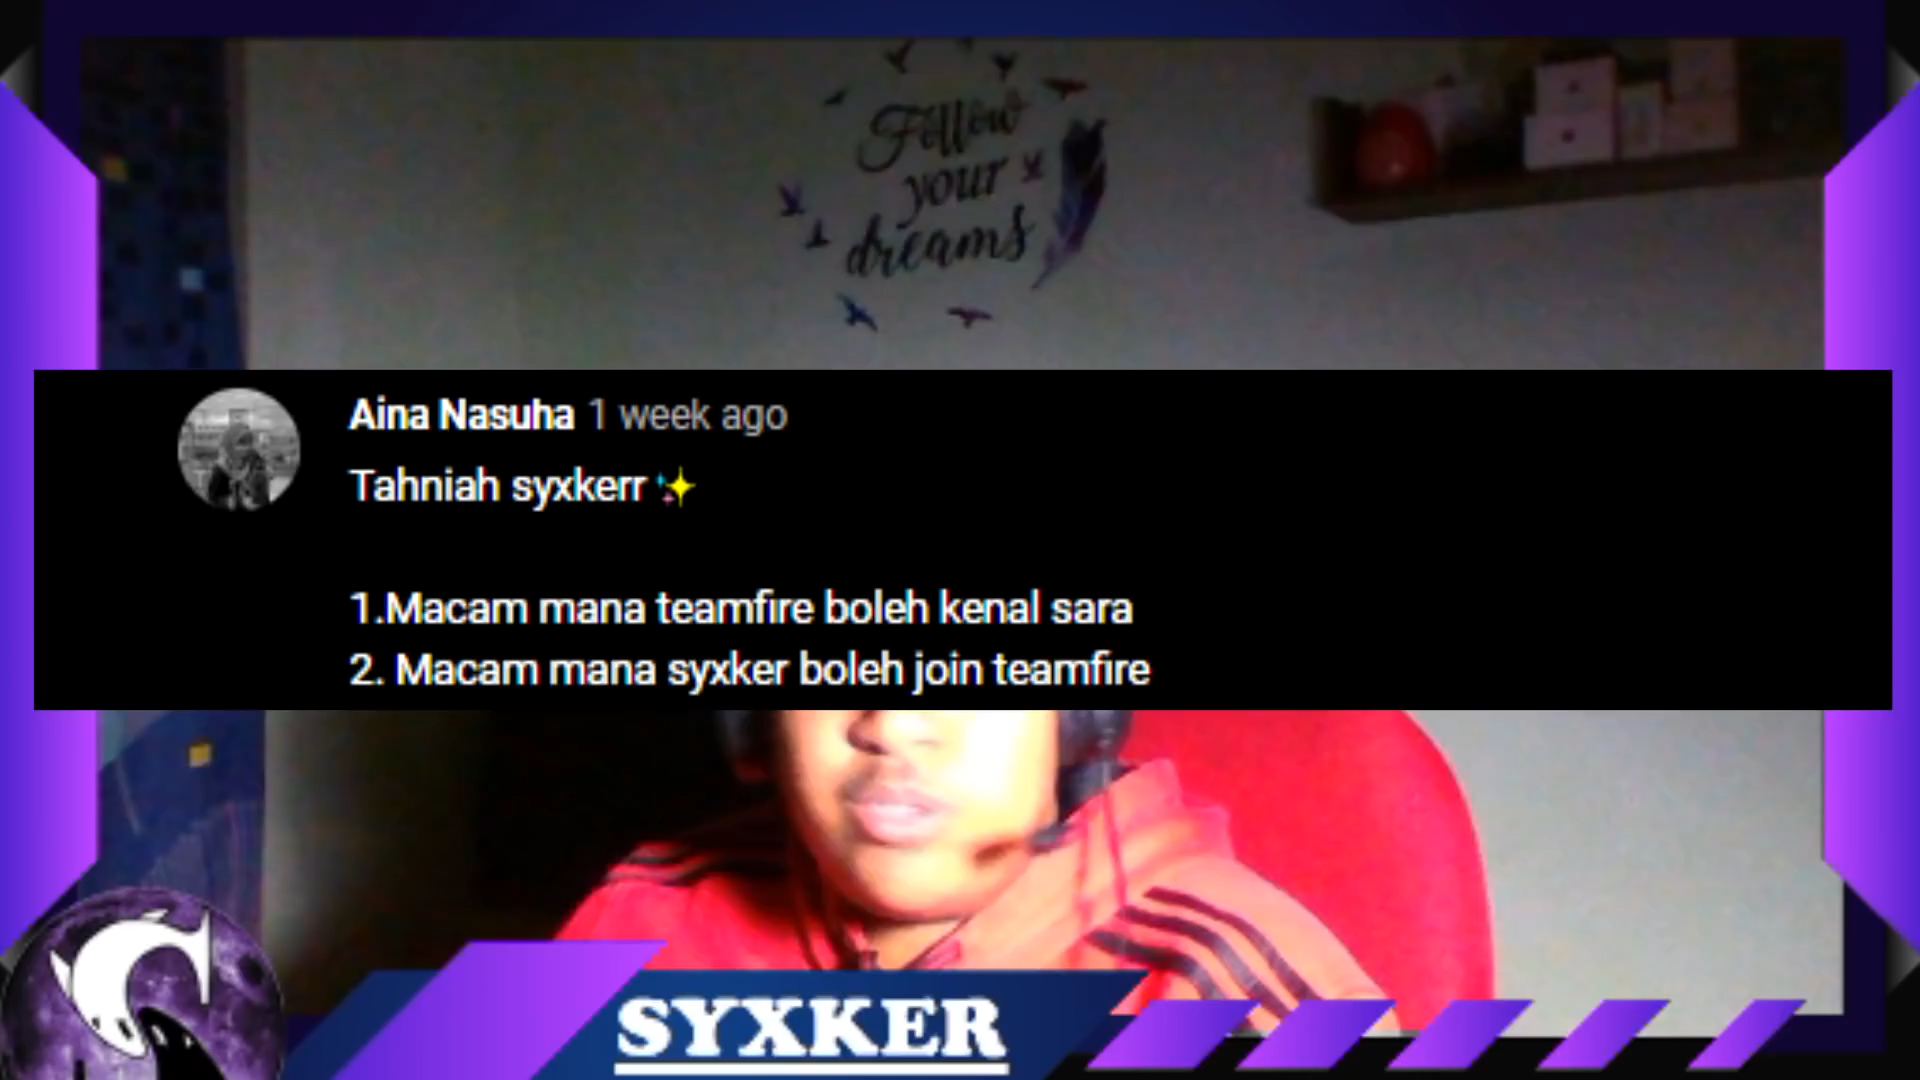 Follow
your
dreams
Aina Nasuha 1 week ago
Tahniah syxkerr ✨
1.Macam mana teamfire boleh kenal sara
2. Macam mana syxker boleh join teamfire
SYXKER